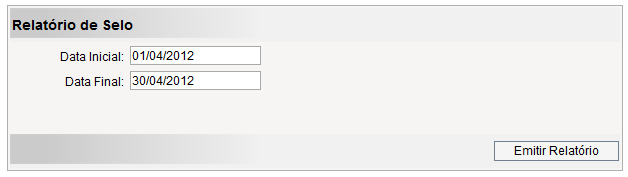 Relatório de Selo
Data Inicial: 01/04/2012
Data Final: 30/04/2012
Emitir Relatório